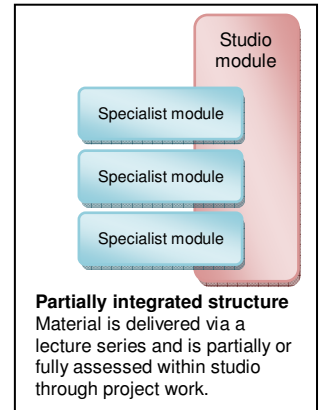 Studio
module
Specialist module
Specialist module
Specialist module
Partially integrated structure
Material is delivered via a
lecture series and is partially or
fully assessed within studio
through project work.